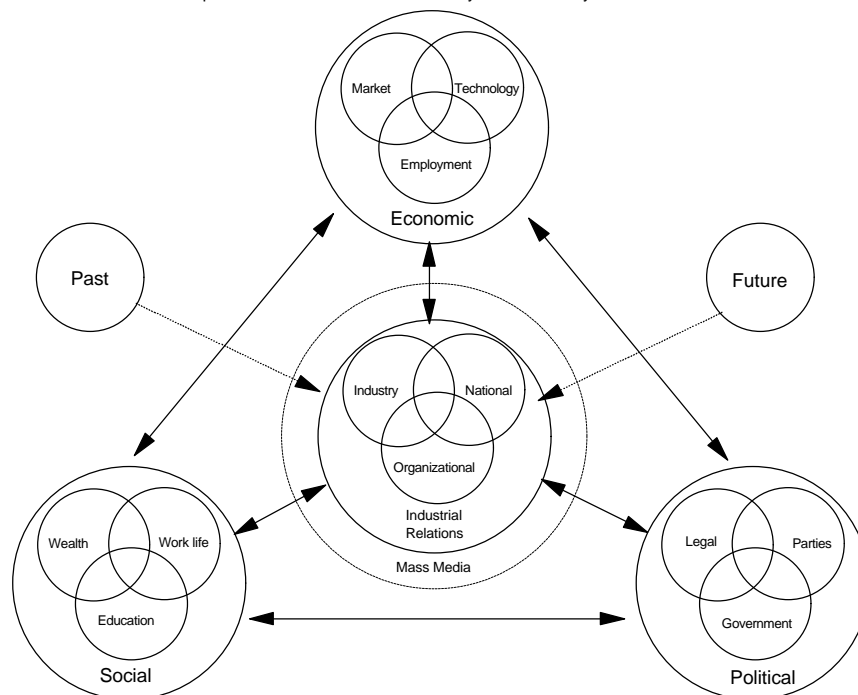 Market
Technology
Employment
Economic
Past
Future
Industry
National
Organizational
Industrial
Relations
Mass Media
Wealth
Work life
Education
Social
Legal
Parties
Government
Political